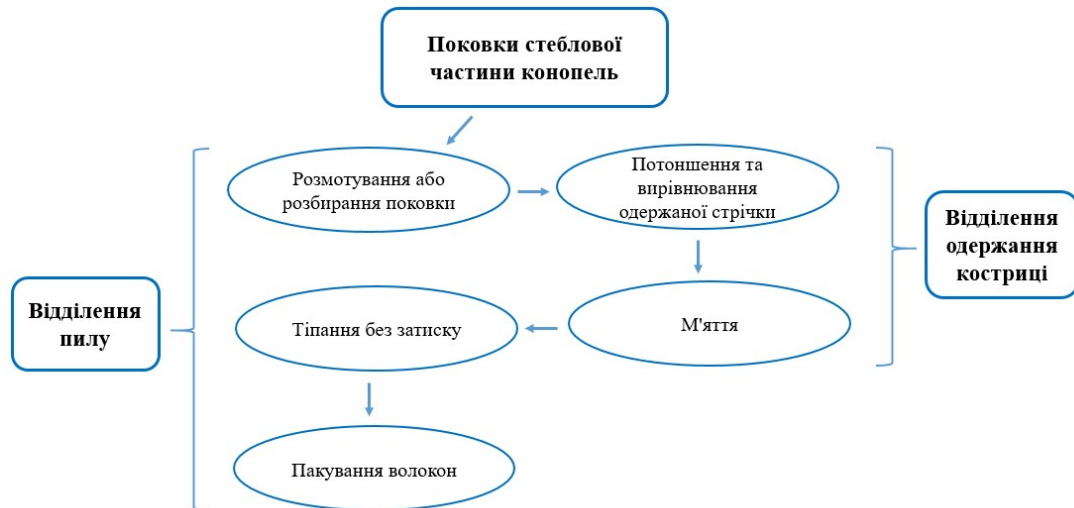 Поковки стеблової
частини конопель
Розмотування або
розбирання поковки
Потоншення та
вирівнювання
одержаної стрічки
Відділення
одержання
костриці
Відділення
пилу
Тіпання без затиску
М'яття
Пакування волокон